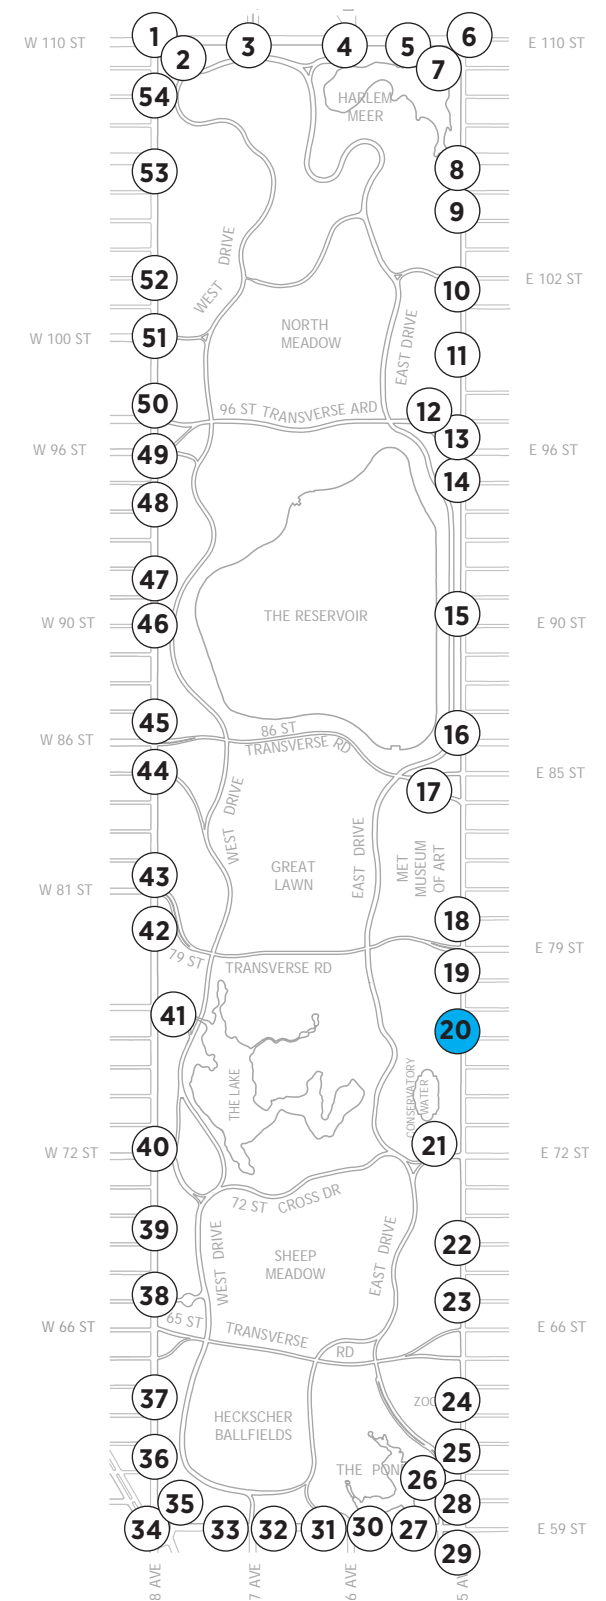 1
2
3
4
5
6
7
W 110 ST
E 110 ST
54
HARLEM
MEER
53
8
9
WEST DRIVE
52
E 102 ST
10
W 100 ST
51
NORTH
MEADOW
EAST DRIVE
11
50
96 ST TRANSVERSE ARD
12
13
W 96 ST
49
E 96 ST
14
48
47
W 90 ST
46
THE RESERVOIR
15
E 90 ST
45
86 ST
TRANSVERSE RD
16
W 86 ST
44
E 85 ST
17
WEST DRIVE
EAST DRIVE
GREAT
LAWN
MET
MUSEUM
OF ART
W 81 ST
43
18
42
79 ST
TRANSVERSE RD
E 79 ST
19
41
20
THE LAKE
CONSERVATORY
WATER
W 72 ST
40
21
E 72 ST
72 ST CROSS DR
39
WEST DRIVE
SHEEP
MEADOW
EAST DRIVE
22
38
23
65 ST
TRANSVERSE
RD
W 66 ST
E 66 ST
37
HECKSCHER
BALLFIELDS
24
36
THE PON
25
26
35
28
34
33
32
31
30
27
E 59 ST
29
8 AVE
7 AVE
6 AVE